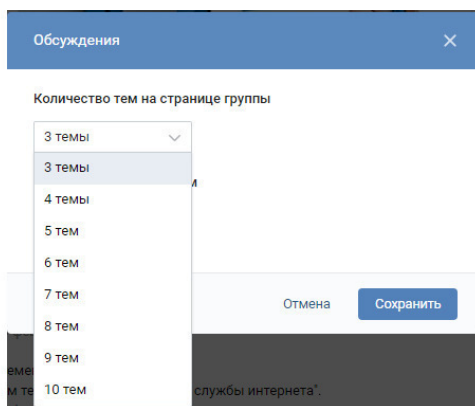 Обсуждения
Количество тем на странице группы
3 темы
3 темы
4 темы
5 тем
6 тем
7 тем
8 тем
9 тем
10 тем
Отмена
Сохранить
службы интернета".